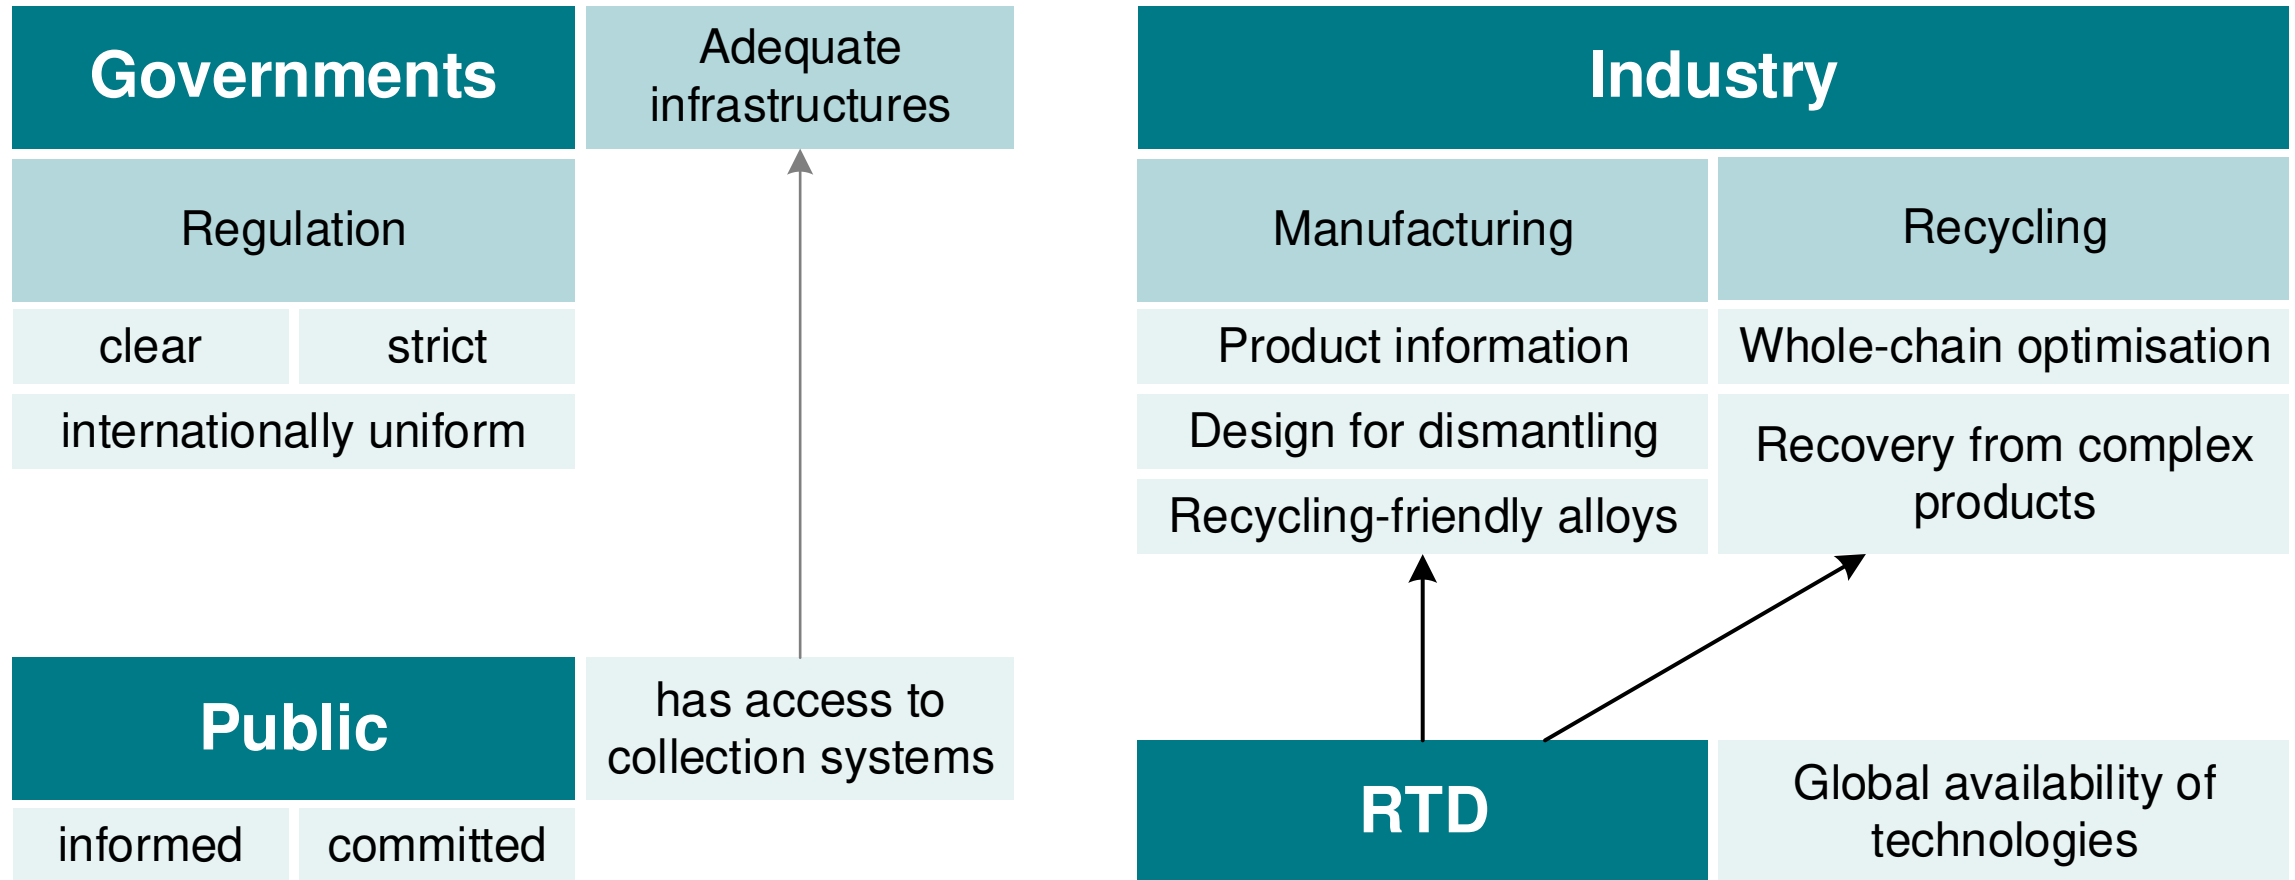 Governments
Adequate
infrastructures
Regulation
clear
strict
internationally uniform
Public
has access to
collection systems
informed
committed
Industry
Manufacturing
Recycling
Product information
Whole-chain optimisation
Design for dismantling
Recovery from complex
products
Recycling-friendly alloys
RTD
Global availability of
technologies